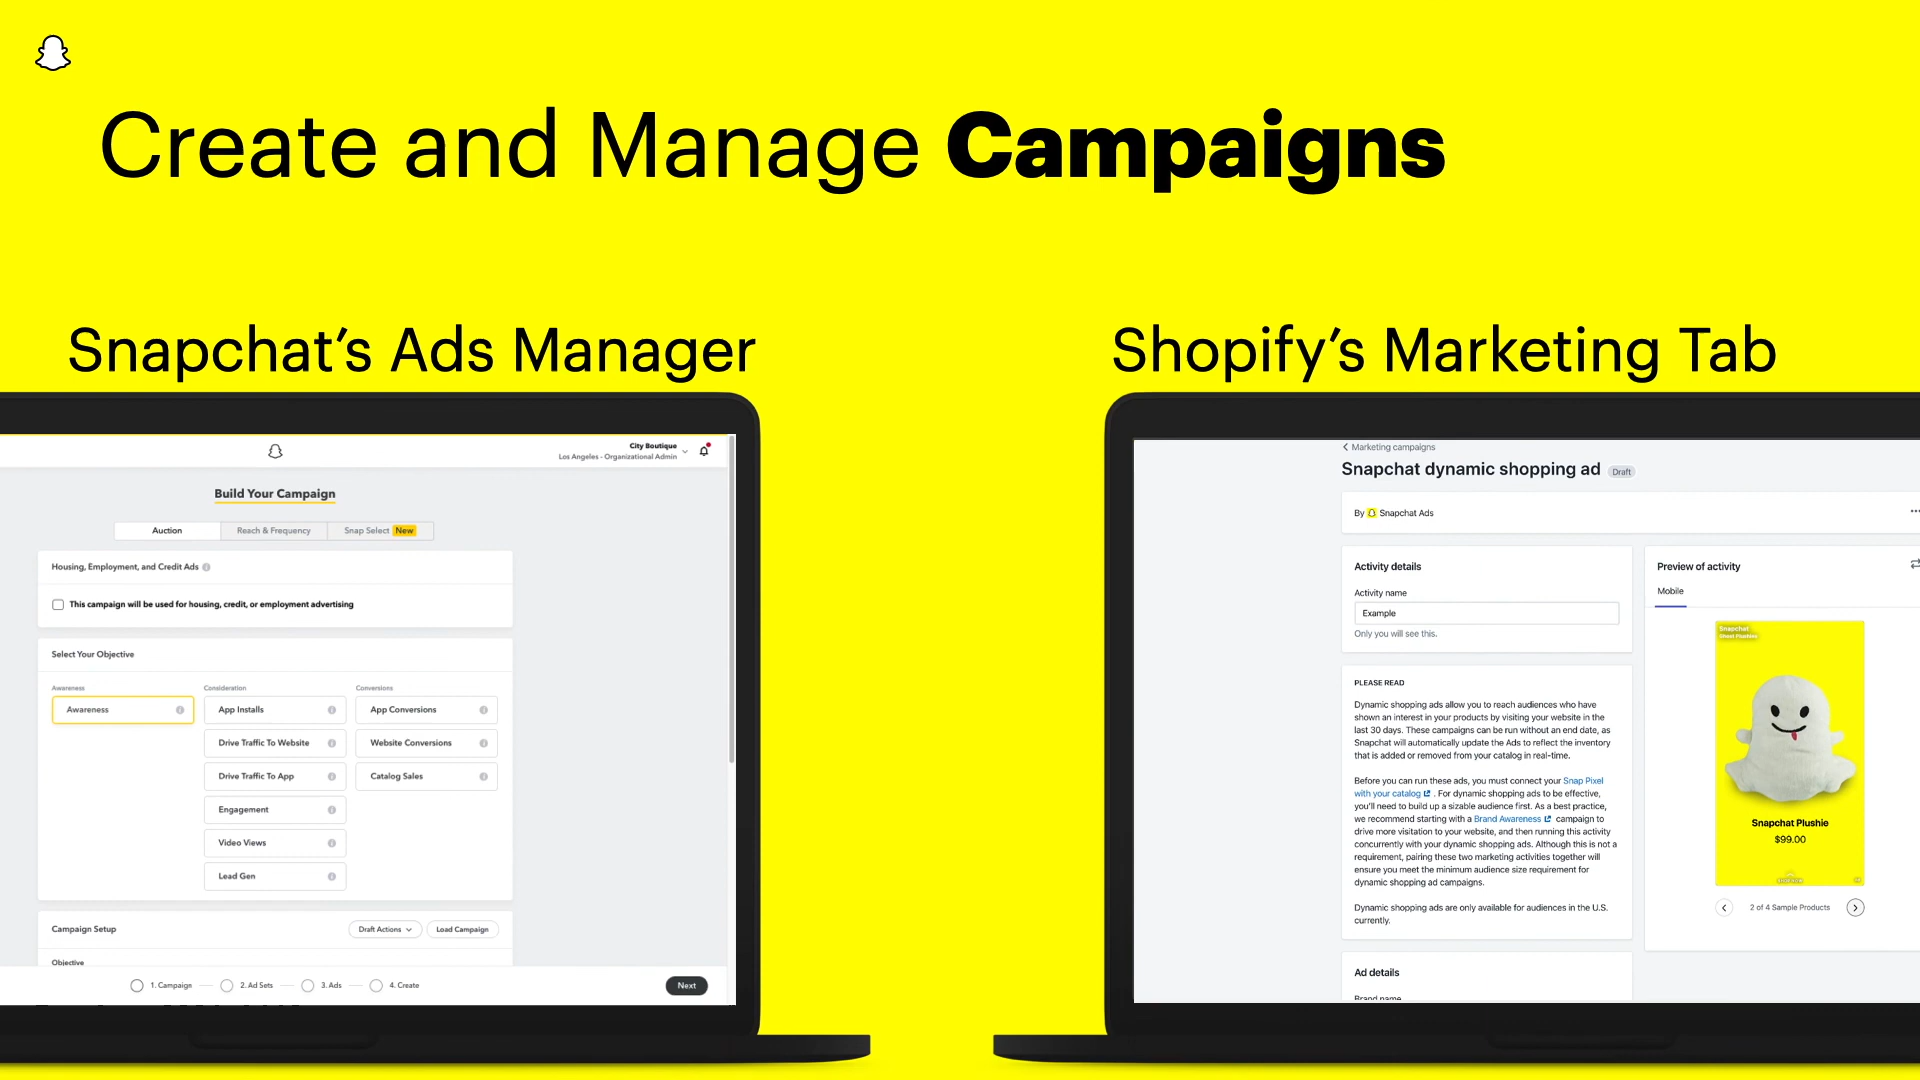 Create and Manage Campaigns
Snapchat's Ads Manager
City Boutique
Los Angeles - Organizational Admin
Build Your Campaign
Auction
Reach & Frequency
Snap Select New
Housing, Employment, and Credit Ads
This campaign will be used for housing, credit, or employment advertising
Select Your Objective
Awareness
Awareness
Consideration
App Installs
Drive Traffic To Website
Drive Traffic To App
Engagement
Video Views
Lead Gen
Conversions
App Conversions
Website Conversions
Catalog Sales
Campaign Setup
Draft Actions
Load Campaign
Objective
1. Campaign
2. Ad Sets
3. Ads
4. Create
Next
Shopify's Marketing Tab
Marketing campaigns
Snapchat dynamic shopping ad Draft
By Snapchat Ads
Activity details
Activity name
Example
Only you will see this.
PLEASE READ
Dynamic shopping ads allow you to reach audiences who have
shown an interest in your products by visiting your website in the
last 30 days. These campaigns can be run without an end date, as
Snapchat will automatically update the Ads to reflect the inventory
that is added or removed from your catalog in real-time.
Before you can run these ads, you must connect your Snap Pixel
with your catalog . For dynamic shopping ads to be effective,
you'll need to build up a sizable audience first. As a best practice,
we recommend starting with a Brand Awareness campaign to
drive more visitation to your website, and then running this activity
concurrently with your dynamic shopping ads. Although this is not a
requirement, pairing these two marketing activities together will
ensure you meet the minimum audience size requirement for
dynamic shopping ad campaigns.
Dynamic shopping ads are only available for audiences in the U.S.
currently.
Ad details
Brand name
Preview of activity
Mobile
Snapchat
Ghost Plushies
Snapchat Plushie
$99.00
2 of 4 Sample Products